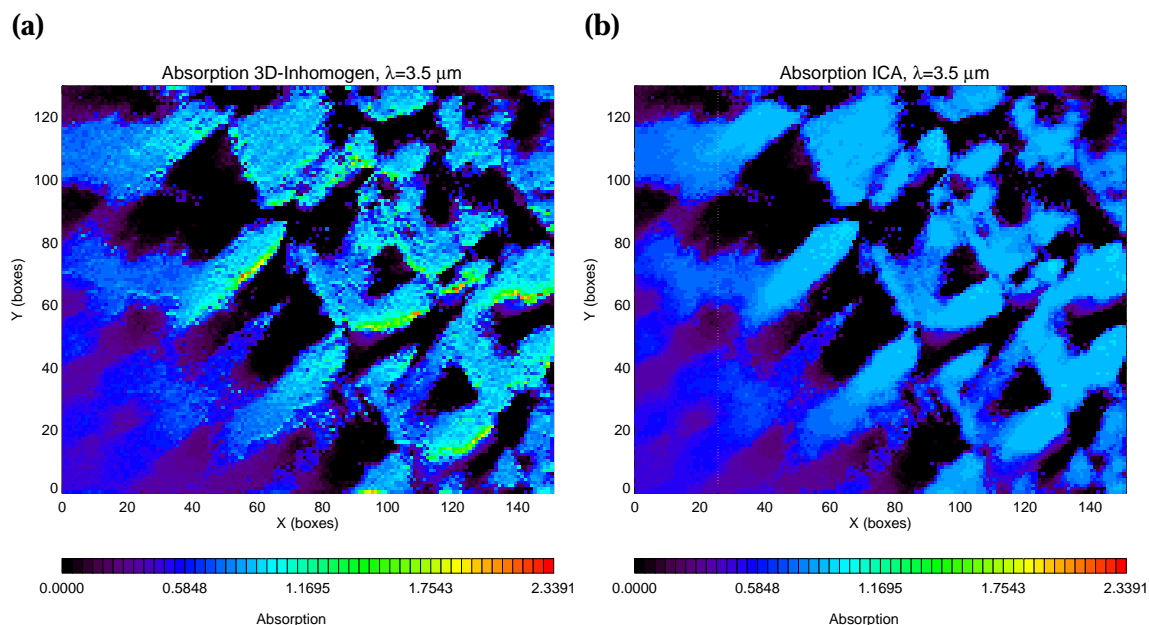 (a)
Absorption 3D-Inhomogen, λ=3.5 μm
120
100
80
60
40
20
0
Y (boxes)
0 20 40 60 80 100 120 140
X (boxes)
0.0000 0.5848 1.1695 1.7543 2.3391
Absorption
(b)
Absorption ICA, λ=3.5 μm
120
100
80
60
40
20
0
Y (boxes)
0 20 40 60 80 100 120 140
X (boxes)
0.0000 0.5848 1.1695 1.7543 2.3391
Absorption